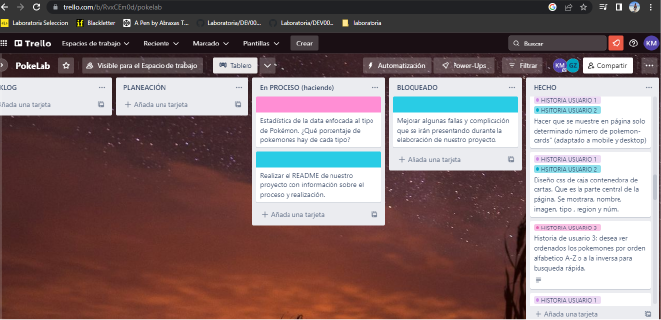 trello.com/b/RvxCEm0d/pokelab
Laboratoria Seleccion
Blackletter
A Pen by Abraxas T...
Laboratoria/DEV00...
Laboratoria/DEV00...
laboratoria
Trello
Espacios de trabajo
Reciente
Marcado
Plantillas
Crear
Buscar
KM
PokeLab
Visible para el Espacio de trabajo
Tablero
Automatización
Power-Ups
Filtrar
KM
Compartir
KLOG
ñada una tarjeta
PLANEACIÓN
+ Añada una tarjeta
En PROCESO (haciendo)
Estadística de la data enfocada al tipo
de Pokémon. ¿Qué porcentaje de
pokemones hay de cada tipo?
Realizar el README de nuestro
proyecto con información sobre el
proceso y realización.
+ Añada una tarjeta
BLOQUEADO
Mejorar algunas fallas y complicación
que se irán presentando durante la
elaboración de nuestro proyecto.
+ Añada una tarjeta
HECHO
HISTORIA USUARIO 1
HISTORIA USUARIO 2
Hacer que se muestre en página solo
determinado número de pokemon-
cards" (adaptado a mobile y desktop)
HISTORIA USUARIO 1
HISTORIA USUARIO 2
Diseño css de caja contenedora de
cartas. Que es la parte central de la
página. Se mostrara, nombre,
imagen, tipo , region y núm.
HISTORIA USUARIO 2
Historia de usuario 3: desea ver
ordenados los pokemones por orden
alfabetico A-Z o a la inversa para
busqueda rápida.
HISTORIA USUARIO 1
+ Añada una tarjeta